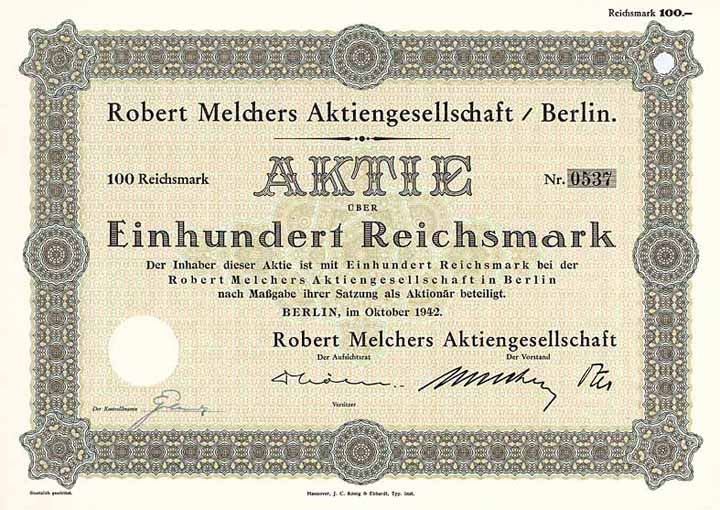 Reichsmark 100.–
Robert Melchers Aktiengesellschaft / Berlin.
100 Reichsmark AKTIE Nr. 0537
ÜBER
Einhundert Reichsmark
Der Inhaber dieser Aktie ist mit Einhundert Reichsmark bei der
Robert Melchers Aktiengesellschaft in Berlin
nach Maßgabe ihrer Satzung als Aktionär beteiligt.
BERLIN, im Oktober 1942.
Robert Melchers Aktiengesellschaft
Der Aufsichtsrat Der Vorstand
Vorsitzer
Der Kontrollbeamte
Hannover, J. C. König & Ebhardt, Typ. Inst.